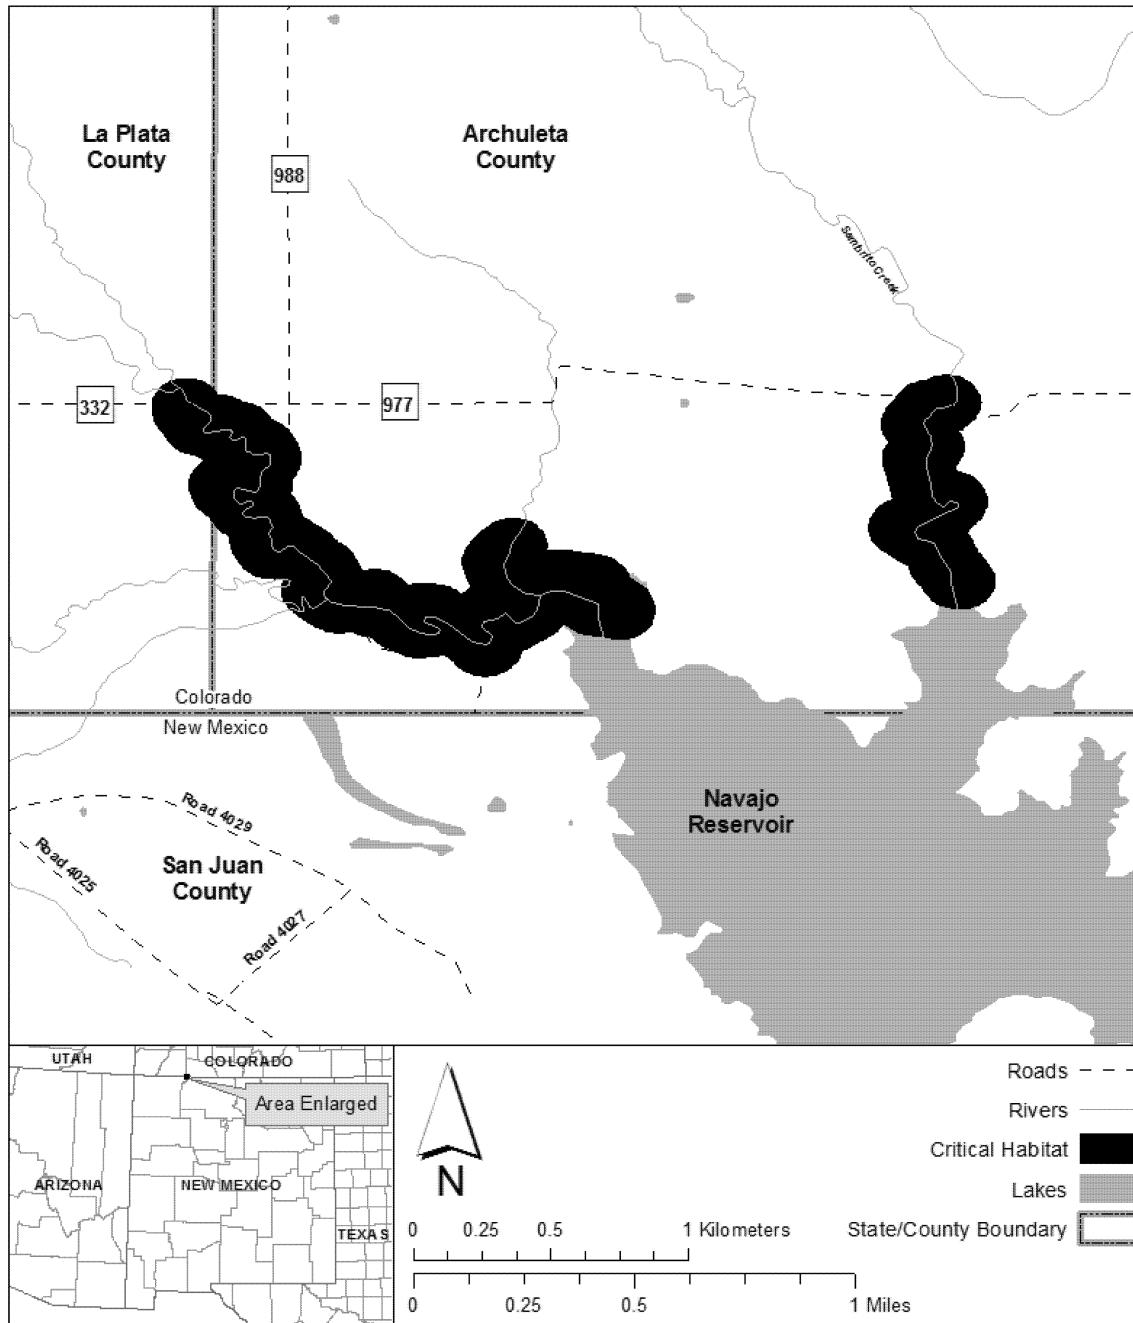 La Plata
County
Archuleta
County
988
Sambrito Creek
332
977
Colorado
New Mexico
Navajo
Reservoir
Road 4029
Road 4025
San Juan
County
Road 4027
UTAH
COLORADO
Area Enlarged
ARIZONA
NEW MEXICO
TEXAS
N
0 0.25 0.5 1 Kilometers
0 0.25 0.5 1 Miles
Roads
Rivers
Critical Habitat
Lakes
State/County Boundary